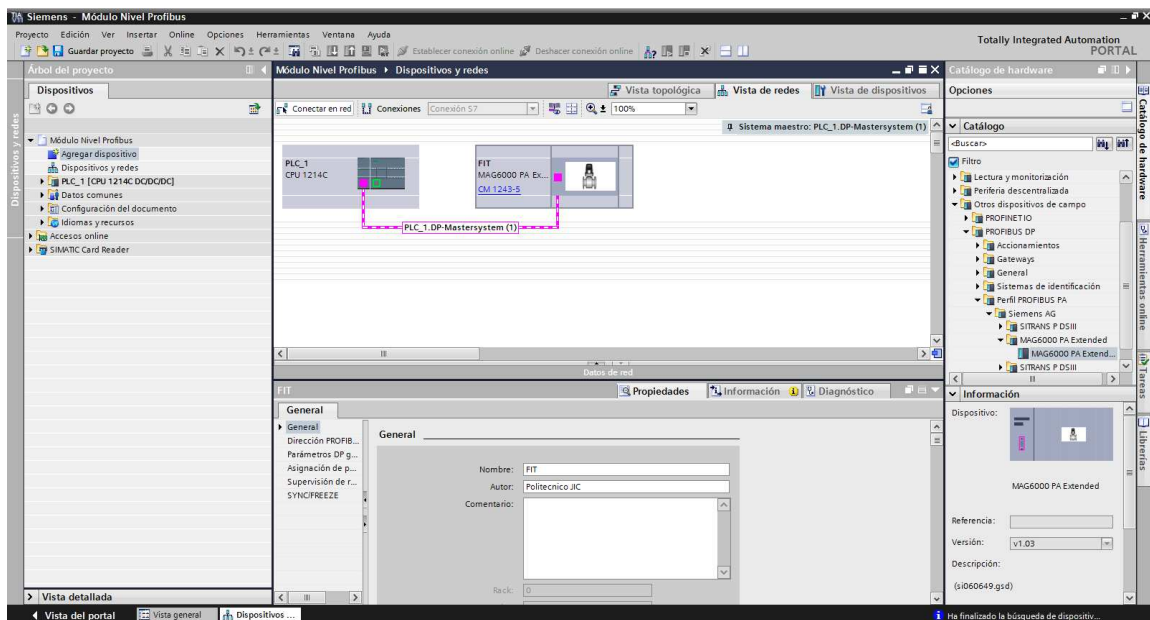 Siemens - Módulo Nivel Profibus
Proyecto Edición Ver Insertar Online Opciones Herramientas Ventana Ayuda
Totally Integrated Automation
PORTAL
Guardar proyecto
Establecer conexión online
Deshacer conexión online
Árbol del proyecto
Dispositivos
Módulo Nivel Profibus
Agregar dispositivo
Dispositivos y redes
PLC_1 [CPU 1214C DC/DC/DC]
Datos comunes
Configuración del documento
Idiomas y recursos
Accesos online
SIMATIC Card Reader
Vista detallada
Dispositivos y redes
Módulo Nivel Profibus Dispositivos y redes
Vista topológica
Vista de redes
Vista de dispositivos
Conectar en red
Conexiones
Conexión S7
100%
Sistema maestro: PLC_1.DP-Mastersystem (1)
PLC_1
CPU 1214C
FIT
MAG6000 PA Ex...
CM 1243-5
PLC_1.DP-Mastersystem (1)
Datos de red
FIT
Propiedades
Información
Diagnóstico
General
General
Dirección PROFIB...
Parámetros DP g...
Asignación de p...
Supervisión de r...
SYNC/FREEZE
General
Nombre: FIT
Autor: Politecnico JIC
Comentario:
Rack: 0
Catálogo de hardware
Opciones
Catálogo
<Buscar>
Filtro
Lectura y monitorización
Periferia descentralizada
Otros dispositivos de campo
PROFINET IO
PROFIBUS DP
Accionamientos
Gateways
General
Sistemas de identificación
Perfil PROFIBUS PA
Siemens AG
SITRANS P DSIII
MAG6000 PA Extended
MAG6000 PA Extend...
SITRANS P DSIII
Información
Dispositivo:
MAG6000 PA Extended
Referencia:
Versión: v1.03
Descripción:
(si060649.gsd)
Catálogo de hardware
Herramientas online
Tareas
Librerías
Vista del portal
Vista general
Dispositivos ...
Ha finalizado la búsqueda de dispositiv...